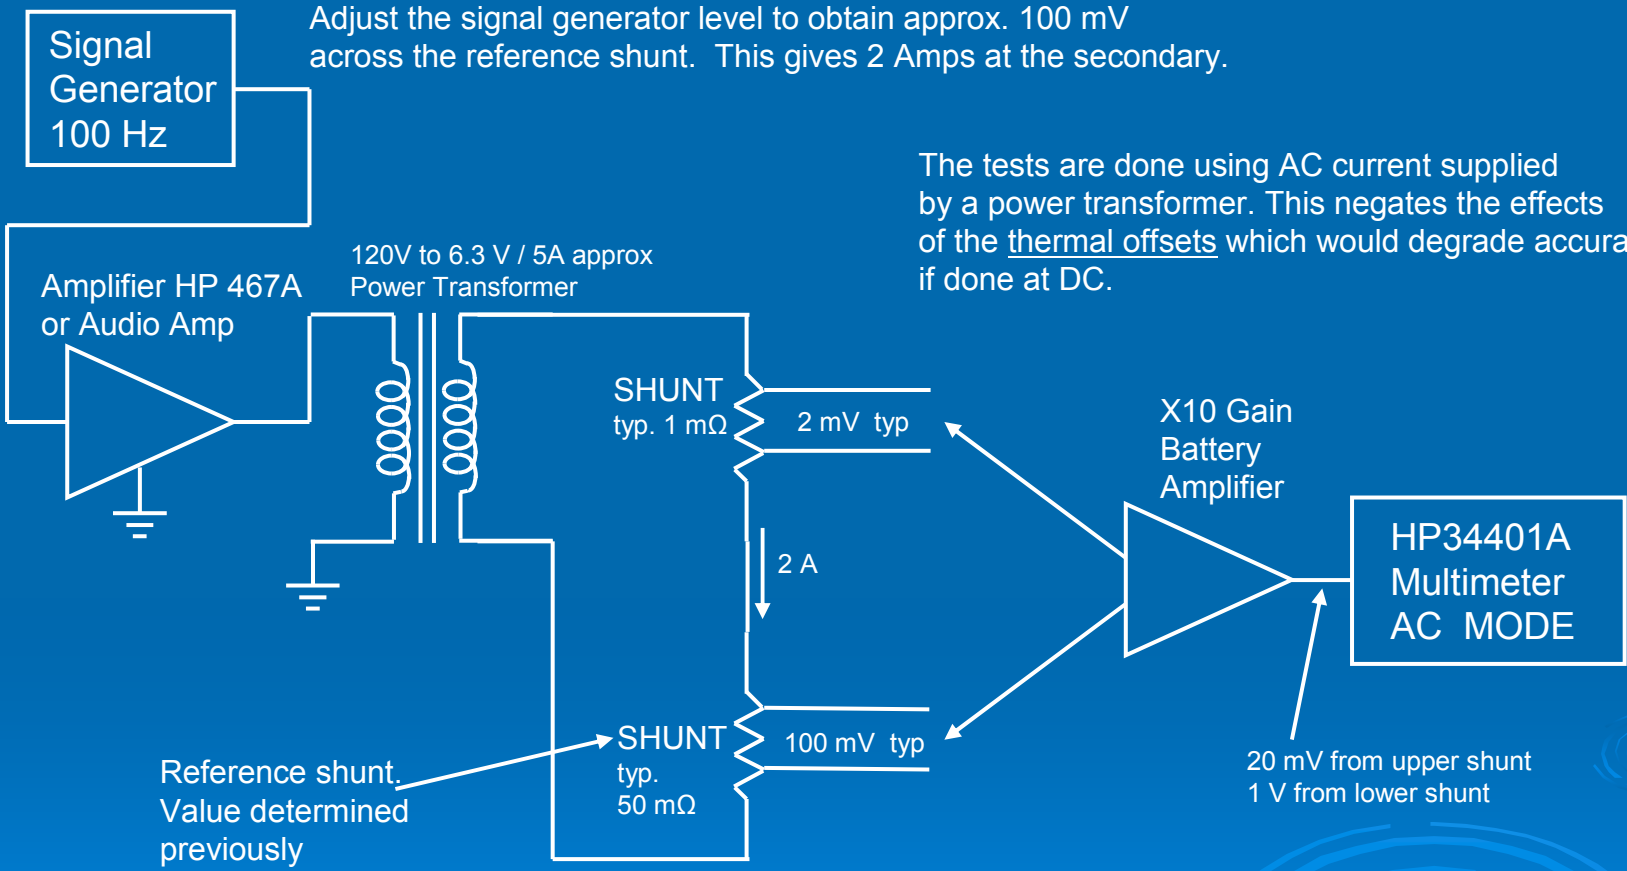 Adjust the signal generator level to obtain approx. 100 mV
across the reference shunt.  This gives 2 Amps at the secondary.
Signal
Generator
100 Hz
The tests are done using AC current supplied
by a power transformer. This negates the effects
of the thermal offsets which would degrade accura
if done at DC.
120V to 6.3 V / 5A approx
Power Transformer
Amplifier HP 467A
or Audio Amp
SHUNT
typ. 1 mΩ
2 mV  typ
X10 Gain
Battery
Amplifier
HP34401A
Multimeter
AC  MODE
2 A
SHUNT
typ.
50 mΩ
100 mV  typ
Reference shunt.
Value determined
previously
20 mV from upper shunt
1 V from lower shunt